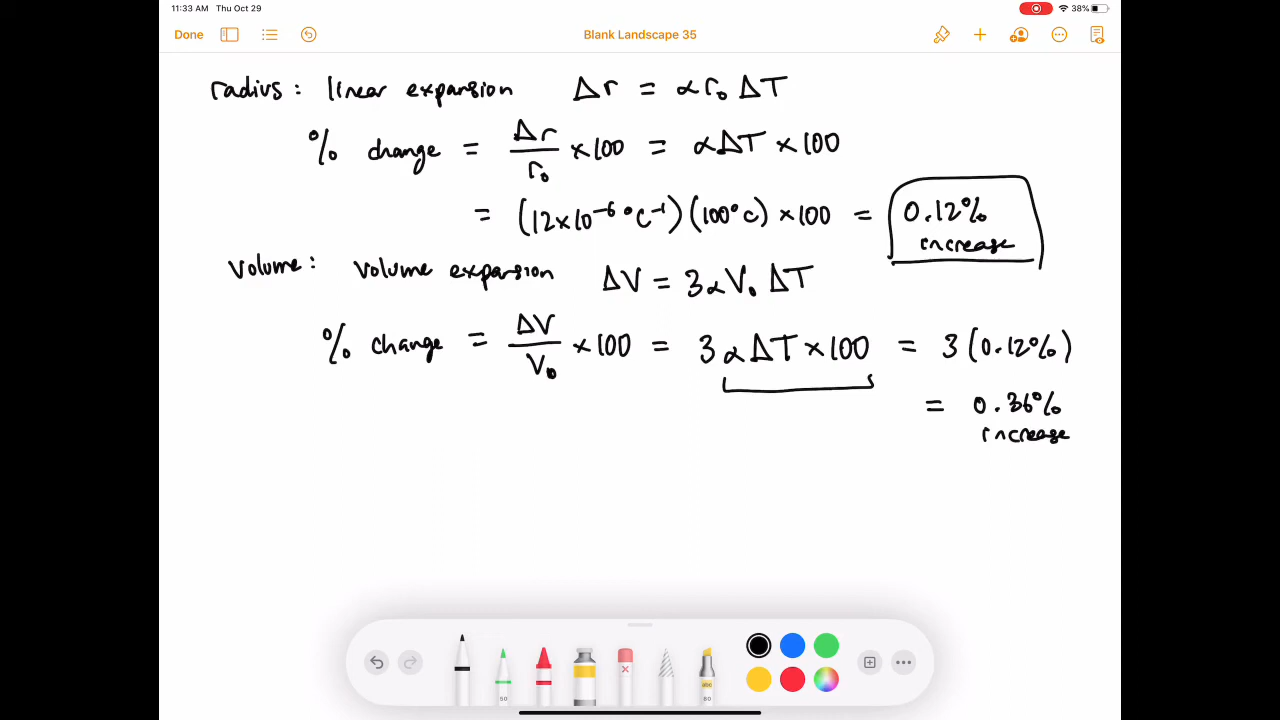 11:33 AM Thu Oct 29 38%
Done Blank Landscape 35
radius: linear expansion Δr = αr₀ΔT
% change = Δr/r₀ × 100 = αΔT × 100
= (12×10⁻⁶ °C⁻¹)(100°C) × 100 = 0.12%
increase
Volume: Volume expansion ΔV = 3αV₀ΔT
% change = ΔV/V₀ × 100 = 3αΔT × 100 = 3(0.12%)
= 0.36%
increase
50 80